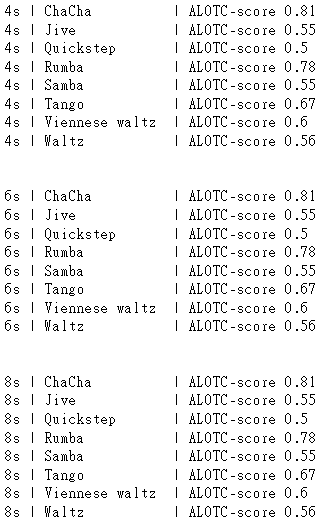 4s | ChaCha         | ALOTC-score 0.81
4s | Jive           | ALOTC-score 0.55
4s | Quickstep      | ALOTC-score 0.5
4s | Rumba          | ALOTC-score 0.78
4s | Samba          | ALOTC-score 0.55
4s | Tango          | ALOTC-score 0.67
4s | Viennese waltz | ALOTC-score 0.6
4s | Waltz          | ALOTC-score 0.56
6s | ChaCha         | ALOTC-score 0.81
6s | Jive           | ALOTC-score 0.55
6s | Quickstep      | ALOTC-score 0.5
6s | Rumba          | ALOTC-score 0.78
6s | Samba          | ALOTC-score 0.55
6s | Tango          | ALOTC-score 0.67
6s | Viennese waltz | ALOTC-score 0.6
6s | Waltz          | ALOTC-score 0.56
8s | ChaCha         | ALOTC-score 0.81
8s | Jive           | ALOTC-score 0.55
8s | Quickstep      | ALOTC-score 0.5
8s | Rumba          | ALOTC-score 0.78
8s | Samba          | ALOTC-score 0.55
8s | Tango          | ALOTC-score 0.67
8s | Viennese waltz | ALOTC-score 0.6
8s | Waltz          | ALOTC-score 0.56